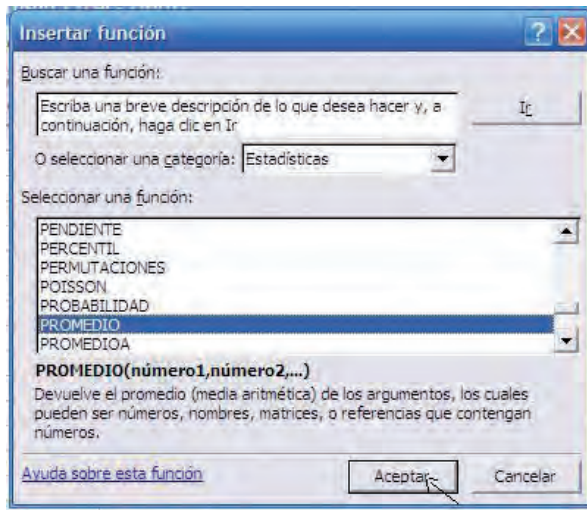 Insertar función
Buscar una función:
Escriba una breve descripción de lo que desea hacer y, a
continuación, haga clic en Ir
Ir
O seleccionar una categoría: Estadísticas
Seleccionar una función:
PENDIENTE
PERCENTIL
PERMUTACIONES
POISSON
PROBABILIDAD
PROMEDIO
PROMEDIOA
PROMEDIO(número1,número2,...)
Devuelve el promedio (media aritmética) de los argumentos, los cuales
pueden ser números, nombres, matrices, o referencias que contengan
números.
Ayuda sobre esta función
Aceptar
Cancelar